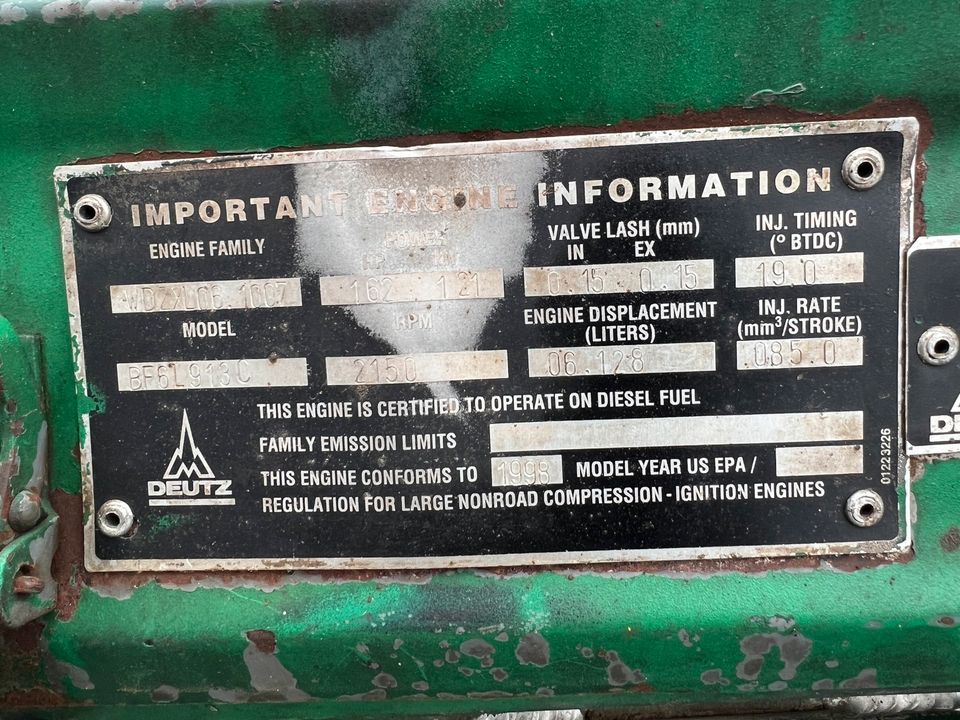 IMPORTANT ENGINE INFORMATION
ENGINE FAMILY
POWER
VALVE LASH (mm)
IN EX
INJ. TIMING
(° BTDC)
162 121
0.15 0.15
19.0
MODEL
RPM
ENGINE DISPLACEMENT
(LITERS)
INJ. RATE
(mm³/STROKE)
BF6L913C
2150
06.128
085.0
THIS ENGINE IS CERTIFIED TO OPERATE ON DIESEL FUEL
FAMILY EMISSION LIMITS
THIS ENGINE CONFORMS TO 1998 MODEL YEAR US EPA /
REGULATION FOR LARGE NONROAD COMPRESSION - IGNITION ENGINES
DEUTZ
01223226